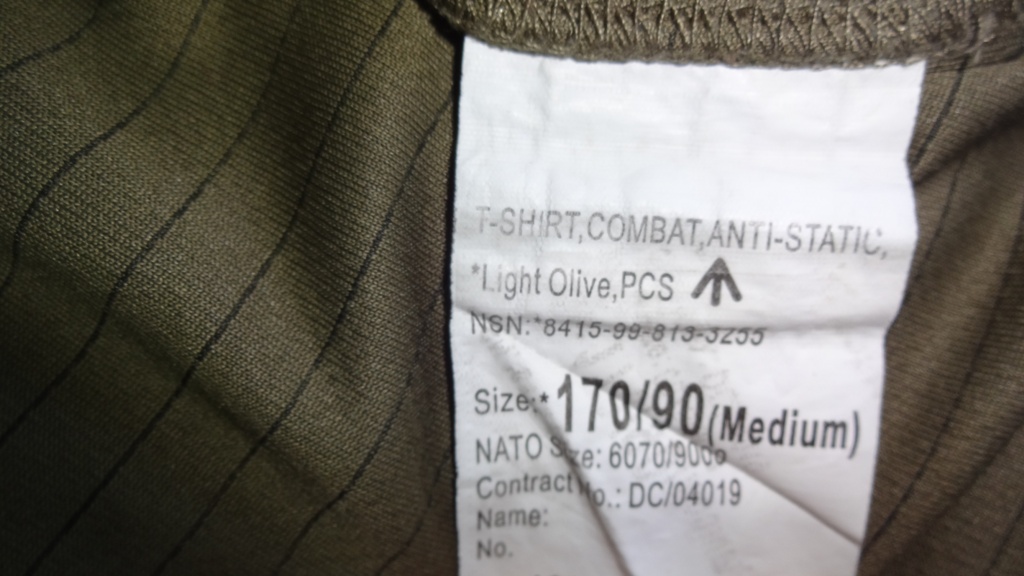 T-SHIRT,COMBAT,ANTI-STATIC,
*Light Olive,PCS
NSN:*8415-99-813-3255
Size:*170/90(Medium)
NATO Size: 6070/9000
Contract No.: DC/04019
Name:
No.